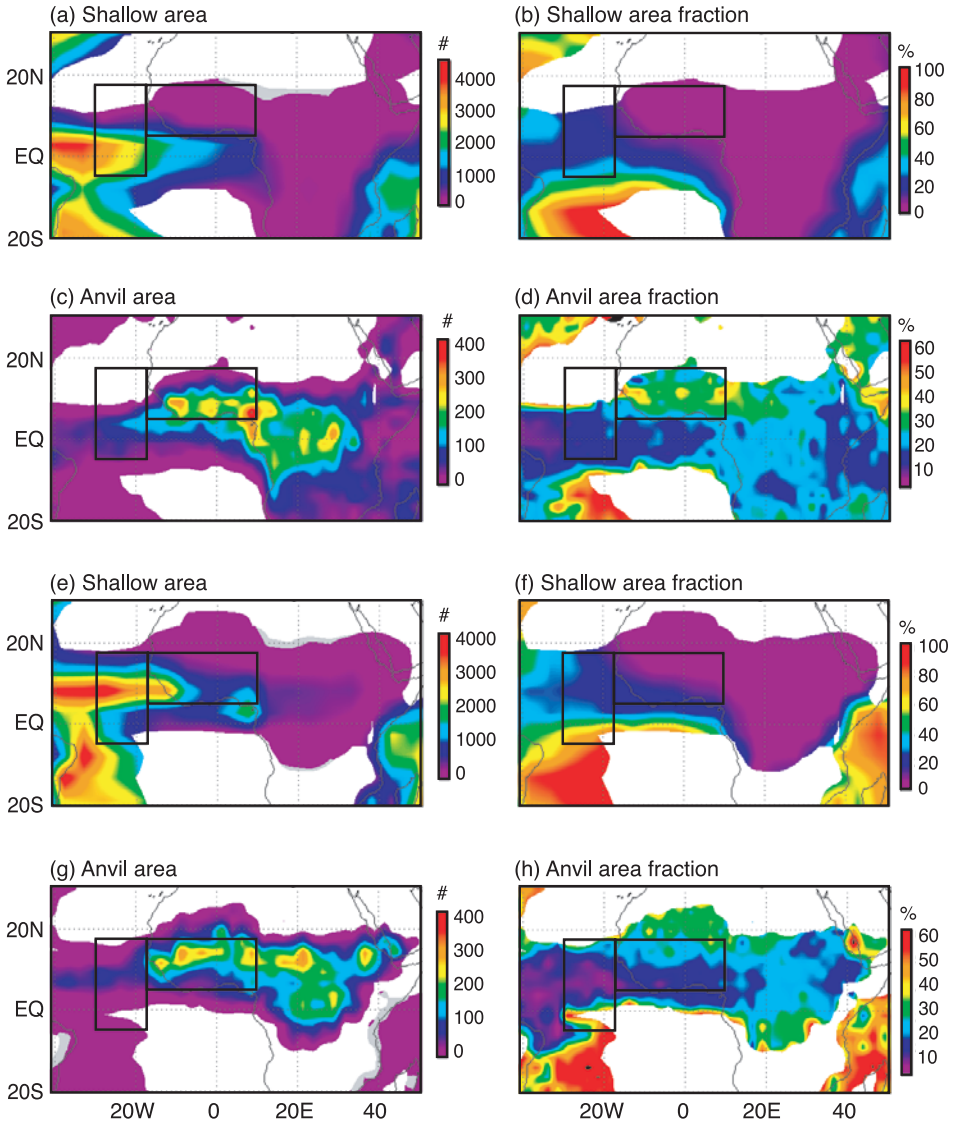 (a) Shallow area
(b) Shallow area fraction
#
%
4000
3000
2000
1000
0
100
80
60
40
20
0
20N
EQ
20S
(c) Anvil area
(d) Anvil area fraction
#
%
400
300
200
100
0
60
50
40
30
20
10
20N
EQ
20S
(e) Shallow area
(f) Shallow area fraction
#
%
4000
3000
2000
1000
0
100
80
60
40
20
0
20N
EQ
20S
(g) Anvil area
(h) Anvil area fraction
#
%
400
300
200
100
0
60
50
40
30
20
10
20N
EQ
20S
20W 0 20E 40
20W 0 20E 40